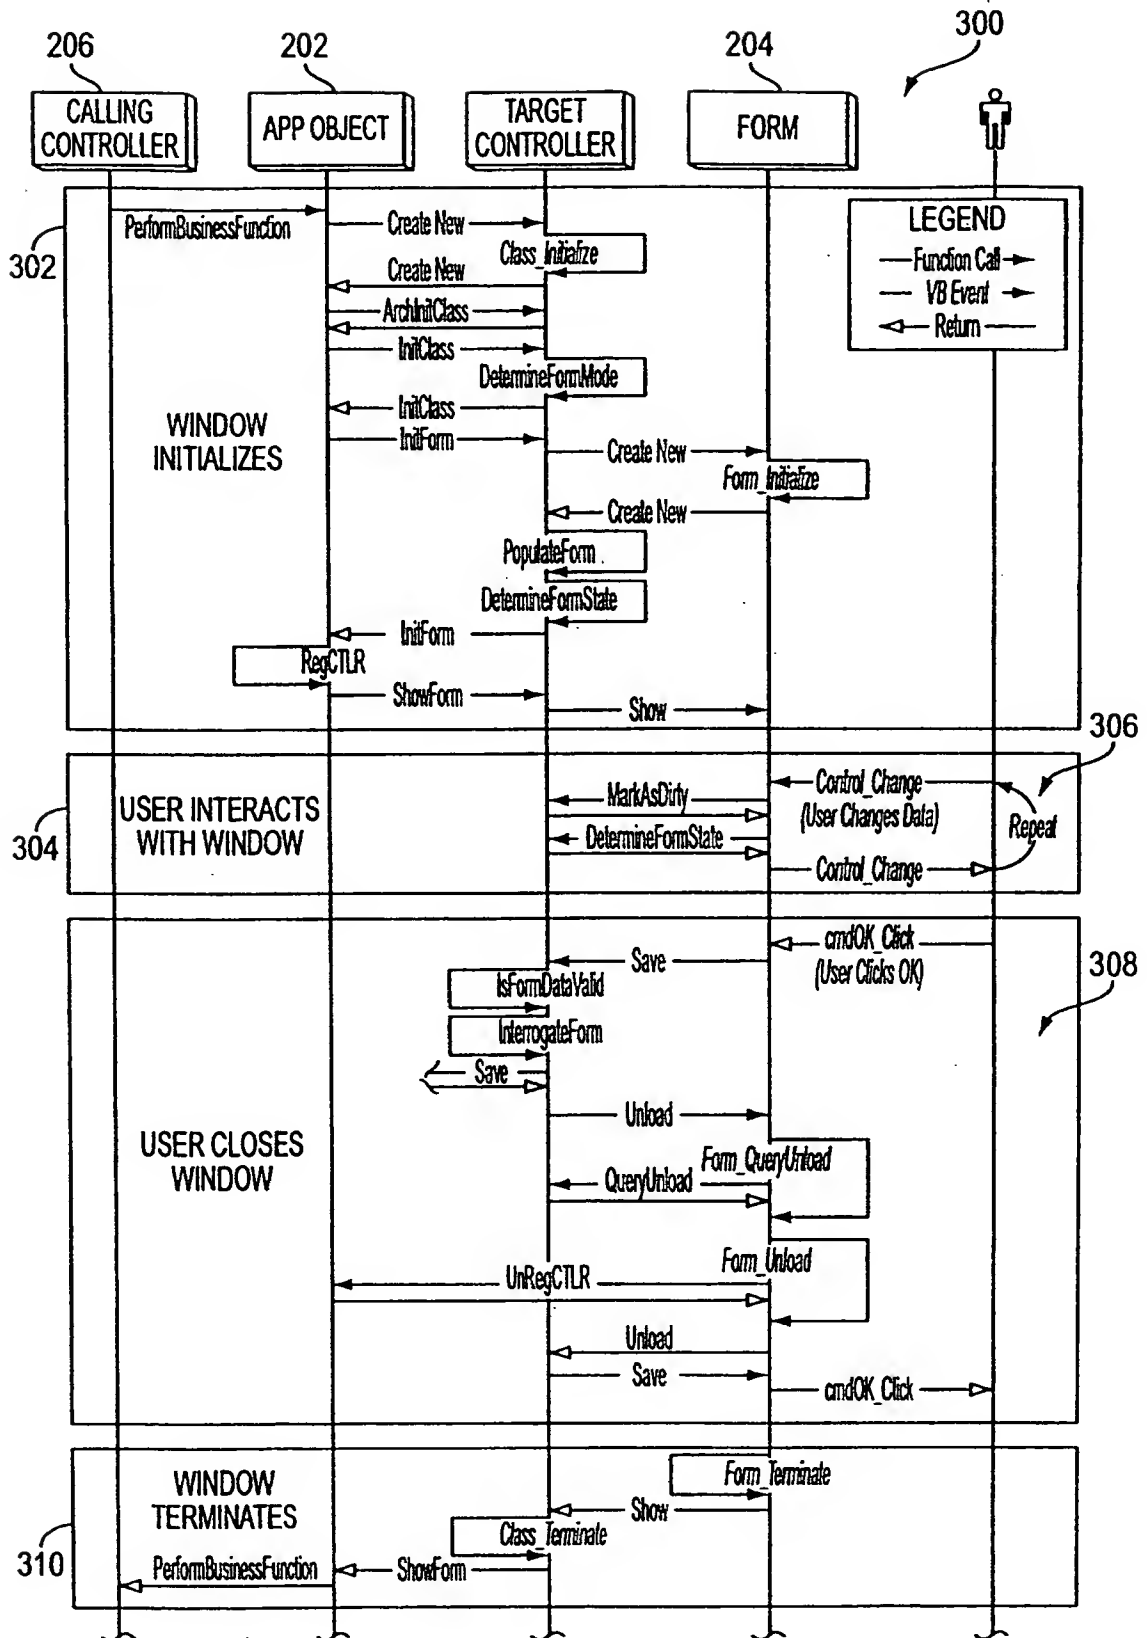 300
206
202
204
CALLING
CONTROLLER
APP OBJECT
TARGET
CONTROLLER
FORM
302
LEGEND
Function Call
VB Event
Return
PerformBusinessFunction
Create New
Class_Initialize
Create New
ArchInitClass
InitClass
DetermineFormMode
InitClass
WINDOW
INITIALIZES
InitForm
Create New
Form_Initialize
Create New
PopulateForm
DetermineFormState
InitForm
RegCTLR
ShowForm
Show
306
304
USER INTERACTS
WITH WINDOW
Control_Change
(User Changes Data)
MarkAsDirty
Repeat
DetermineFormState
Control_Change
308
cmdOK_Click
(User Clicks OK)
Save
IsFormDataValid
InterrogateForm
Save
Unload
USER CLOSES
WINDOW
Form_QueryUnload
QueryUnload
Form_Unload
UnRegCTLR
Unload
Save
cmdOK_Click
310
WINDOW
TERMINATES
Form_Terminate
Show
Class_Terminate
ShowForm
PerformBusinessFunction